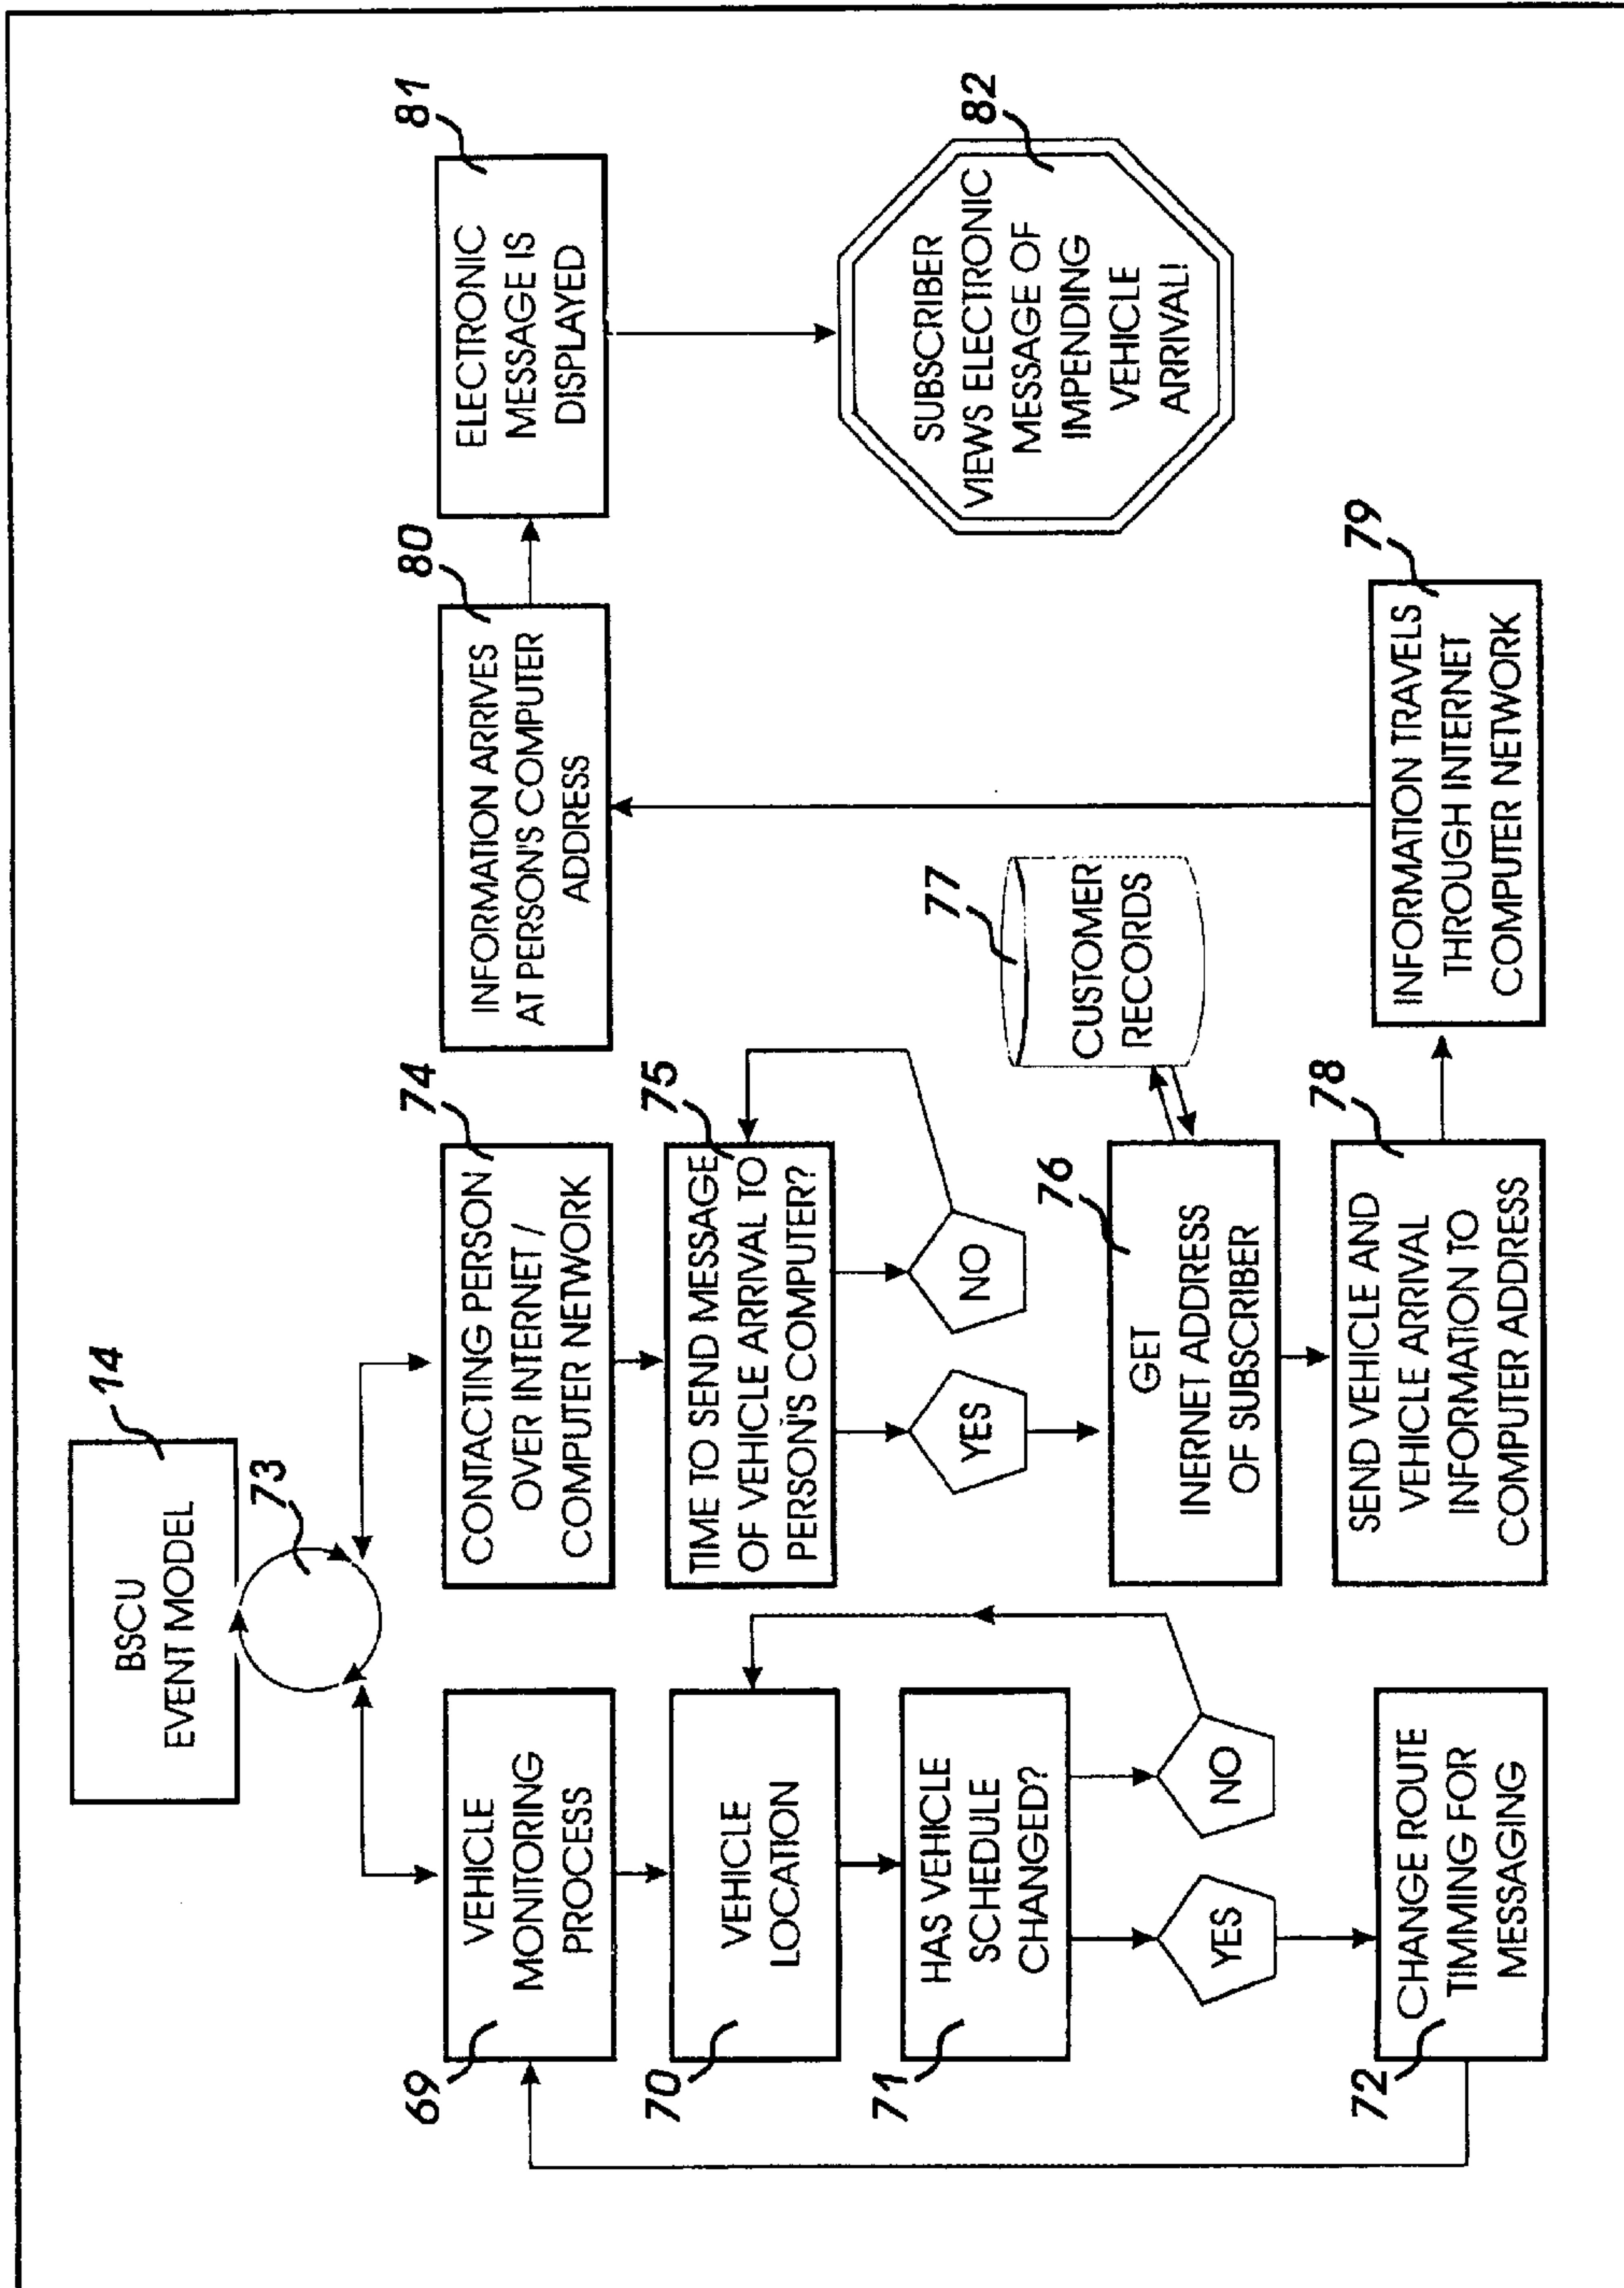 14
BSCU
EVENT MODEL
73
69
VEHICLE
MONITORING
PROCESS
70
VEHICLE
LOCATION
71
HAS VEHICLE
SCHEDULE
CHANGED?
YES
NO
72
CHANGE ROUTE
TIMMING FOR
MESSAGING
74
CONTACTING PERSON
OVER INTERNET /
COMPUTER NETWORK
75
TIME TO SEND MESSAGE
OF VEHICLE ARRIVAL TO
PERSON'S COMPUTER?
YES
NO
76
GET
INERNET ADDRESS
OF SUBSCRIBER
77
CUSTOMER
RECORDS
78
SEND VEHICLE AND
VEHICLE ARRIVAL
INFORMATION TO
COMPUTER ADDRESS
79
INFORMATION TRAVELS
THROUGH INTERNET
COMPUTER NETWORK
80
INFORMATION ARRIVES
AT PERSON'S COMPUTER
ADDRESS
81
ELECTRONIC
MESSAGE IS
DISPLAYED
82
SUBSCRIBER
VIEWS ELECTRONIC
MESSAGE OF
IMPENDING
VEHICLE
ARRIVAL!